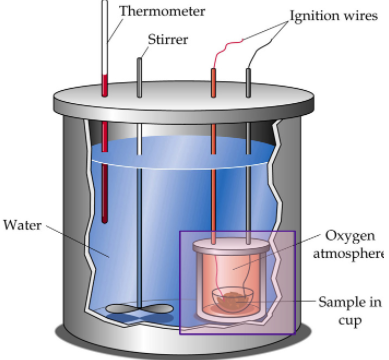 Thermometer
Ignition wires
Stirrer
Water
Oxygen
atmosphere
Sample in
cup